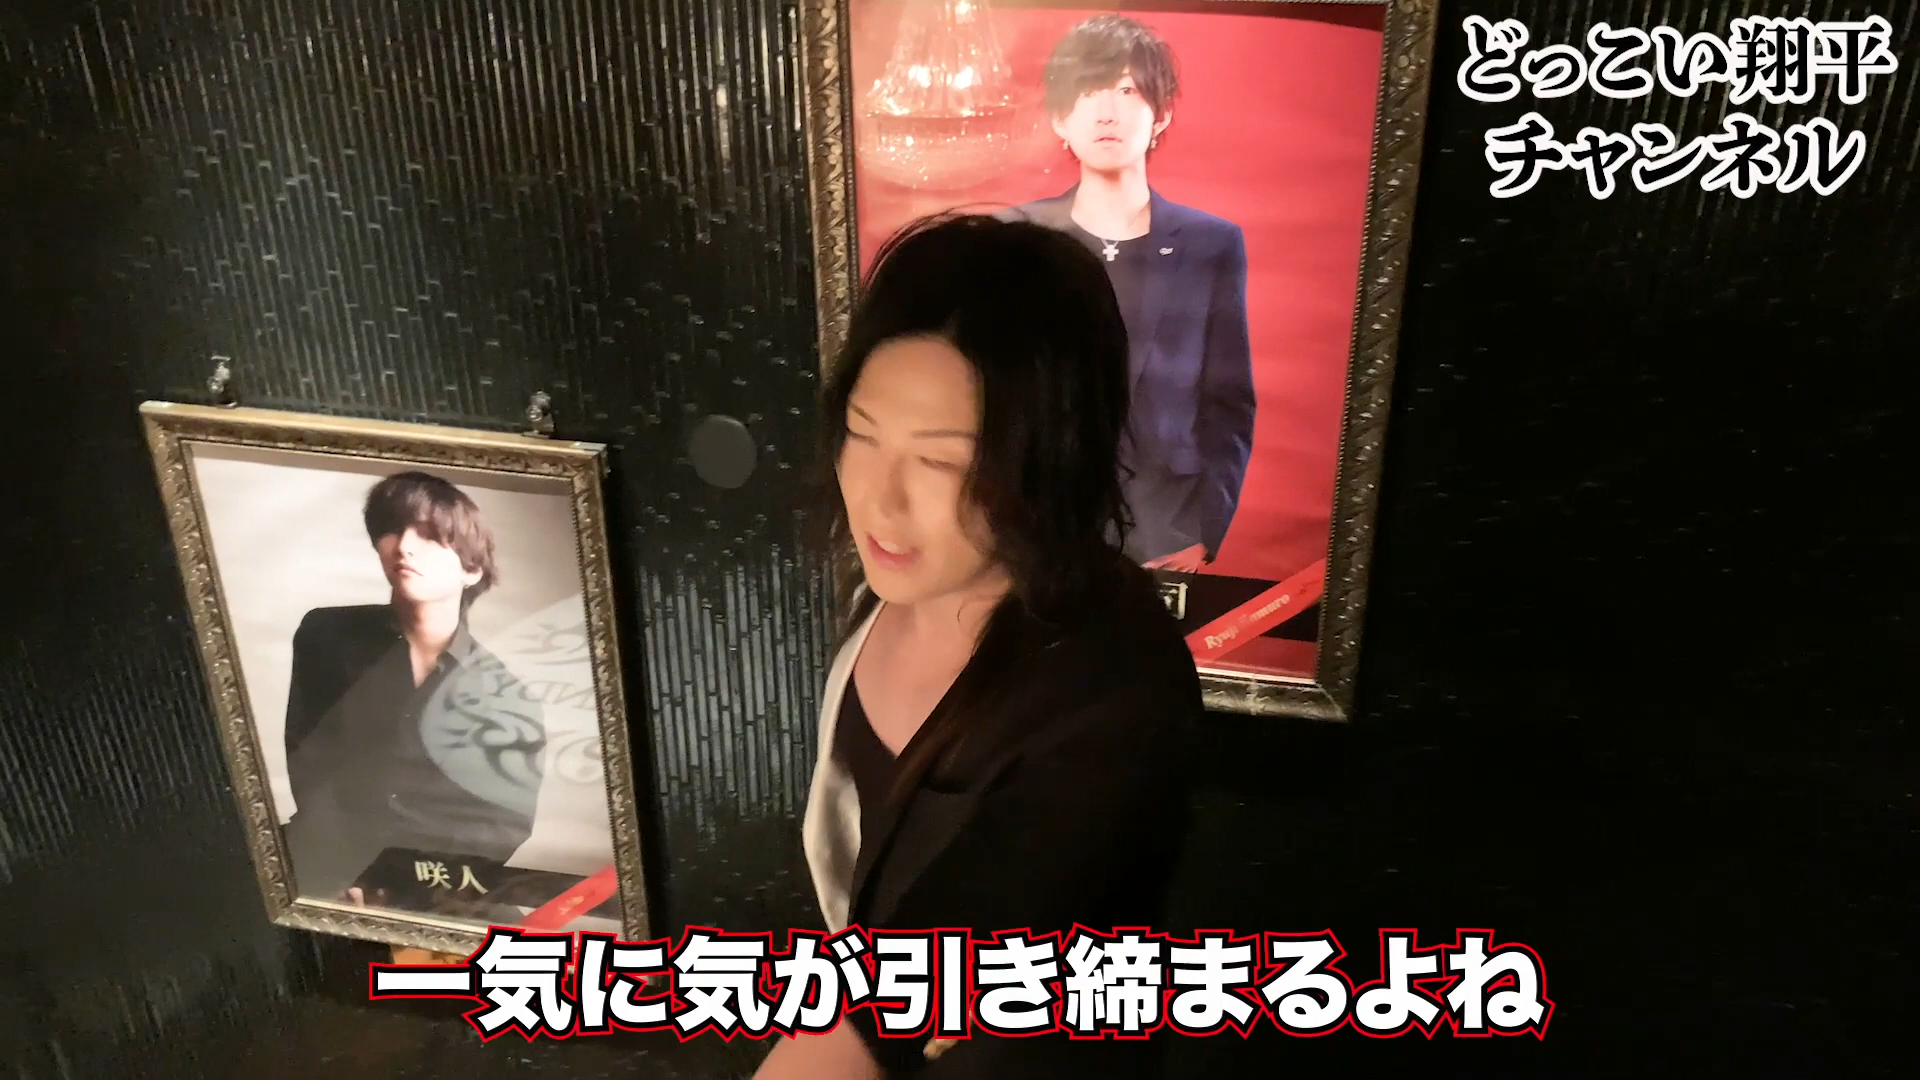 どっこい翔平
チャンネル
咲人
一気に気が引き締まるよね